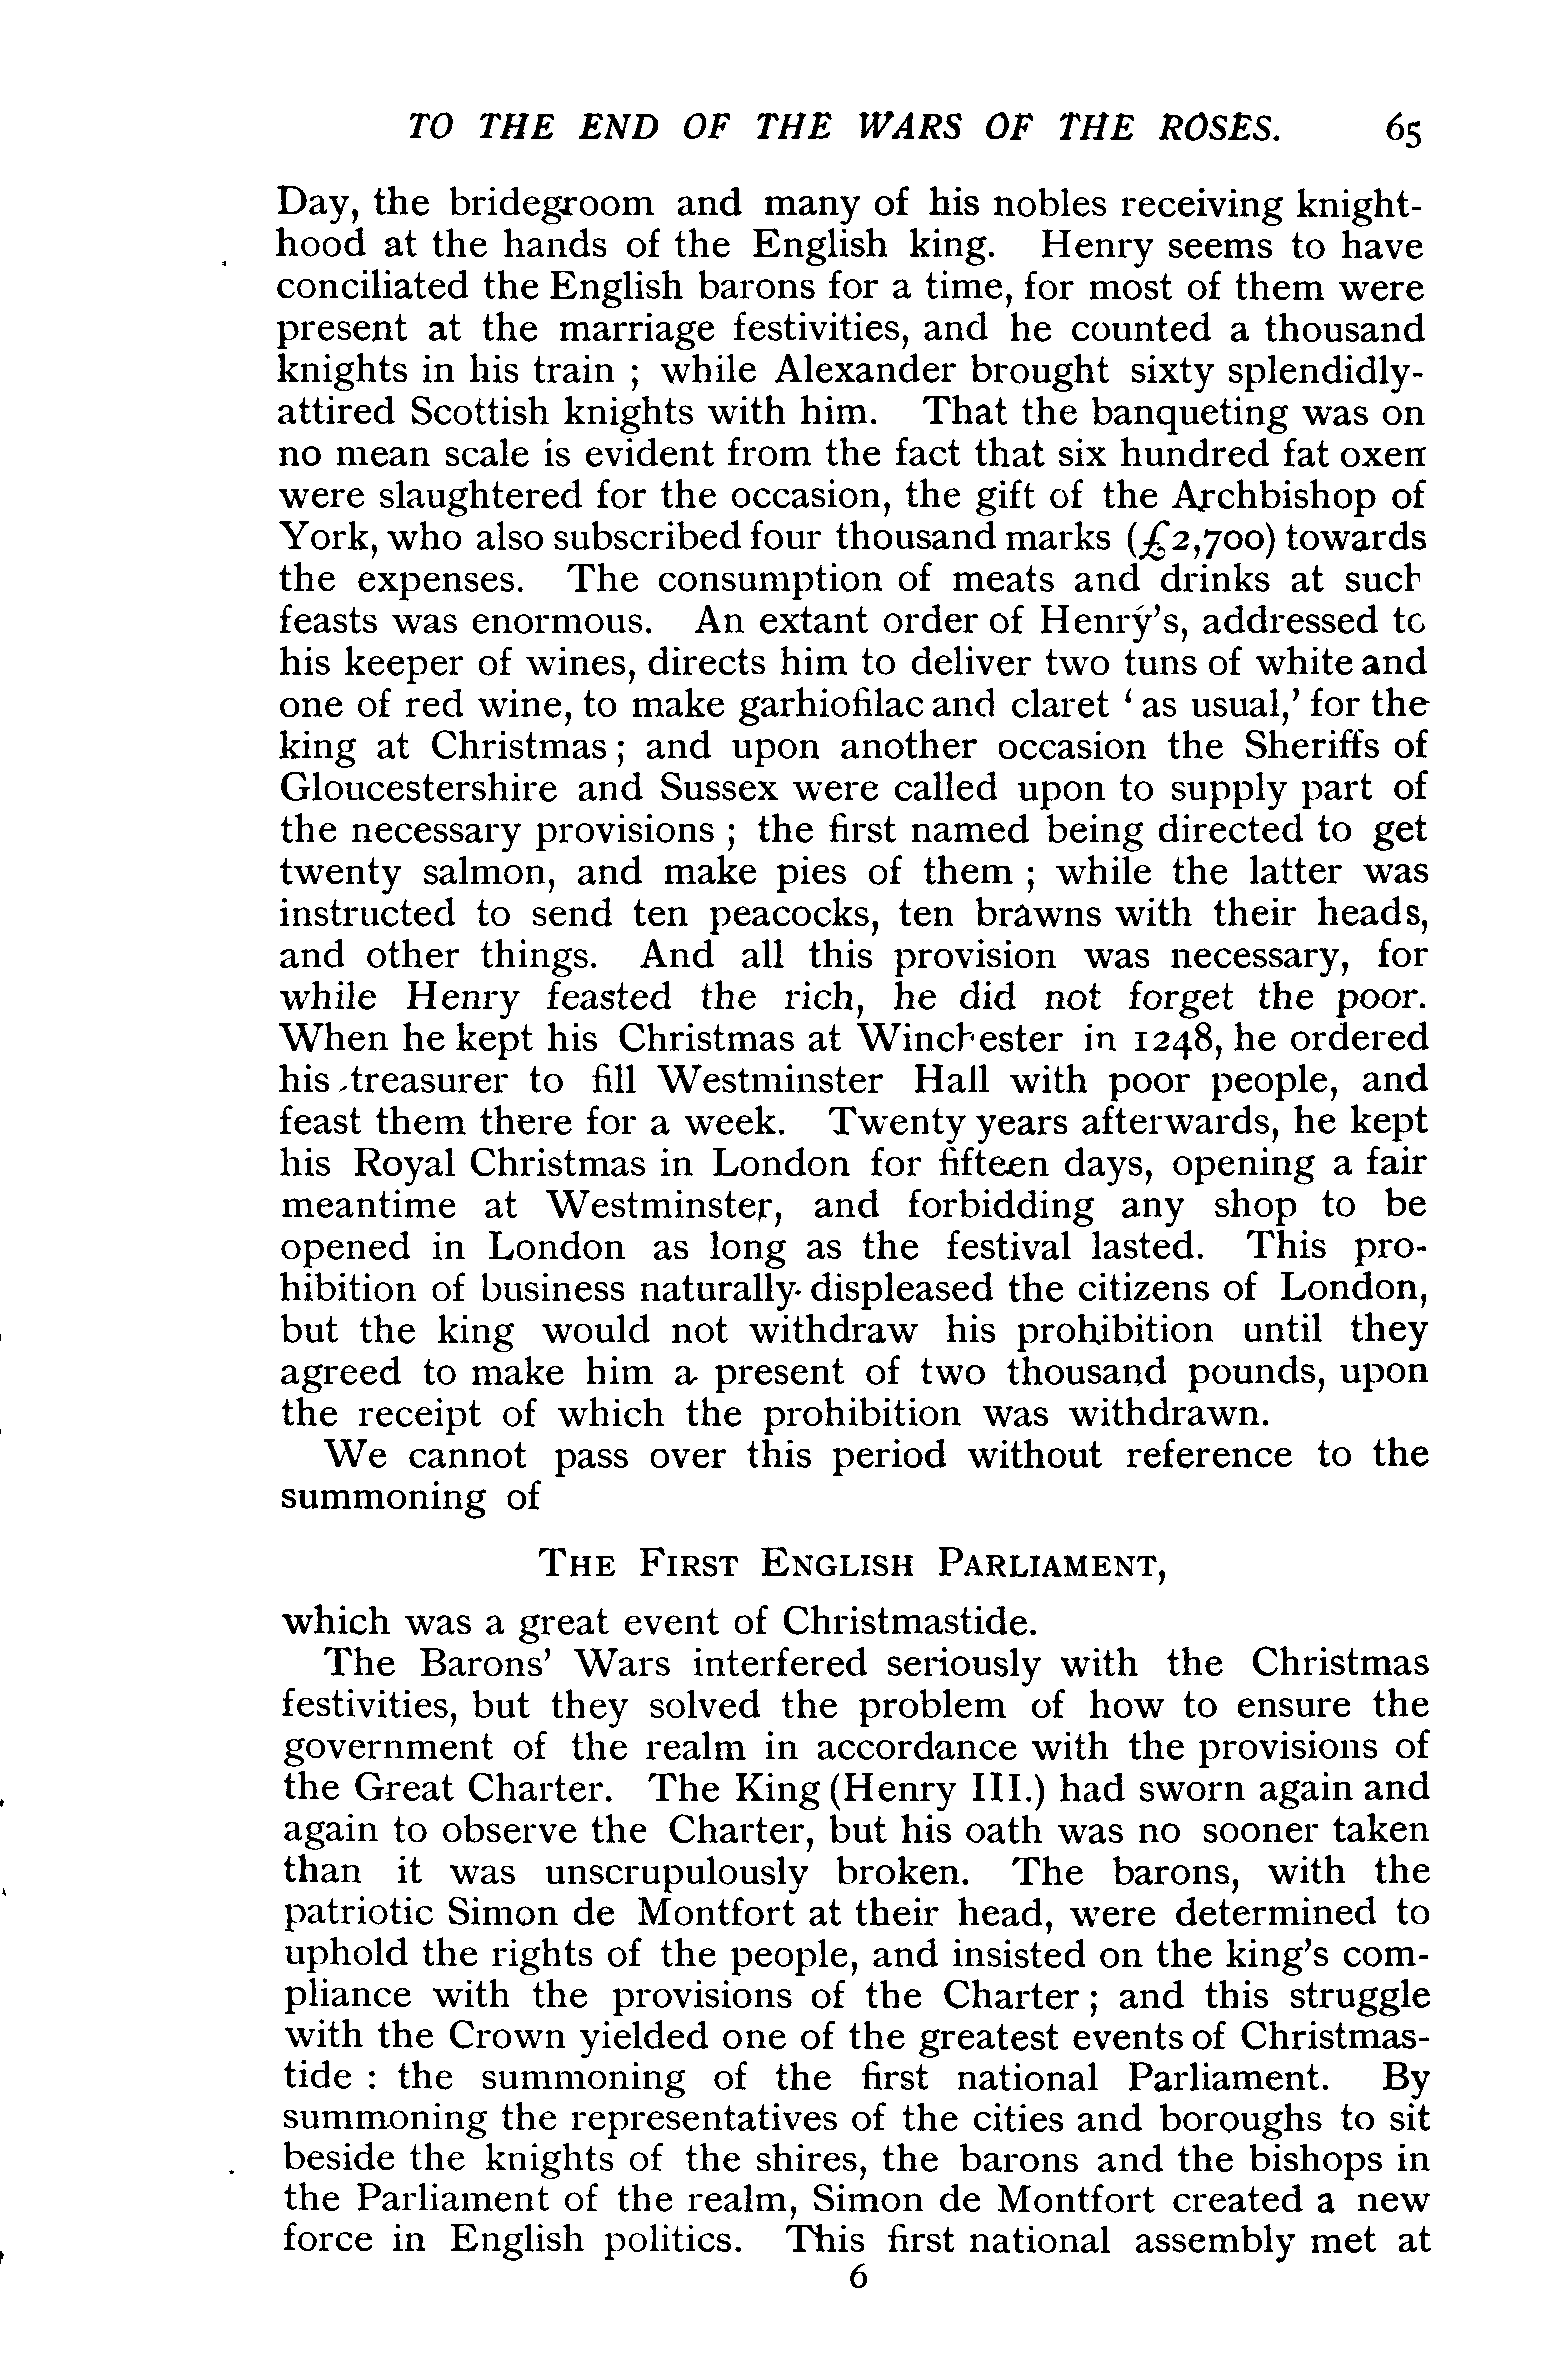 TO THE END OF THE WARS OF THE ROSES. 65
Day, the bridegroom and many of his nobles receiving knight-
hood at the hands of the English king. Henry seems to have
conciliated the English barons for a time, for most of them were
present at the marriage festivities, and he counted a thousand
knights in his train ; while Alexander brought sixty splendidly-
attired Scottish knights with him. That the banqueting was on
no mean scale is evident from the fact that six hundred fat oxen
were slaughtered for the occasion, the gift of the Archbishop of
York, who also subscribed four thousand marks (£2,700) towards
the expenses. The consumption of meats and drinks at such
feasts was enormous. An extant order of Henry's, addressed to
his keeper of wines, directs him to deliver two tuns of white and
one of red wine, to make garhiofilac and claret ‘ as usual,’ for the
king at Christmas ; and upon another occasion the Sheriffs of
Gloucestershire and Sussex were called upon to supply part of
the necessary provisions ; the first named being directed to get
twenty salmon, and make pies of them ; while the latter was
instructed to send ten peacocks, ten brawns with their heads,
and other things. And all this provision was necessary, for
while Henry feasted the rich, he did not forget the poor.
When he kept his Christmas at Winchester in 1248, he ordered
his treasurer to fill Westminster Hall with poor people, and
feast them there for a week. Twenty years afterwards, he kept
his Royal Christmas in London for fifteen days, opening a fair
meantime at Westminster, and forbidding any shop to be
opened in London as long as the festival lasted. This pro-
hibition of business naturally displeased the citizens of London,
but the king would not withdraw his prohibition until they
agreed to make him a present of two thousand pounds, upon
the receipt of which the prohibition was withdrawn.
We cannot pass over this period without reference to the
summoning of
THE FIRST ENGLISH PARLIAMENT,
which was a great event of Christmastide.
The Barons’ Wars interfered seriously with the Christmas
festivities, but they solved the problem of how to ensure the
government of the realm in accordance with the provisions of
the Great Charter. The King (Henry III.) had sworn again and
again to observe the Charter, but his oath was no sooner taken
than it was unscrupulously broken. The barons, with the
patriotic Simon de Montfort at their head, were determined to
uphold the rights of the people, and insisted on the king’s com-
pliance with the provisions of the Charter ; and this struggle
with the Crown yielded one of the greatest events of Christmas-
tide : the summoning of the first national Parliament. By
summoning the representatives of the cities and boroughs to sit
beside the knights of the shires, the barons and the bishops in
the Parliament of the realm, Simon de Montfort created a new
force in English politics. This first national assembly met at
6